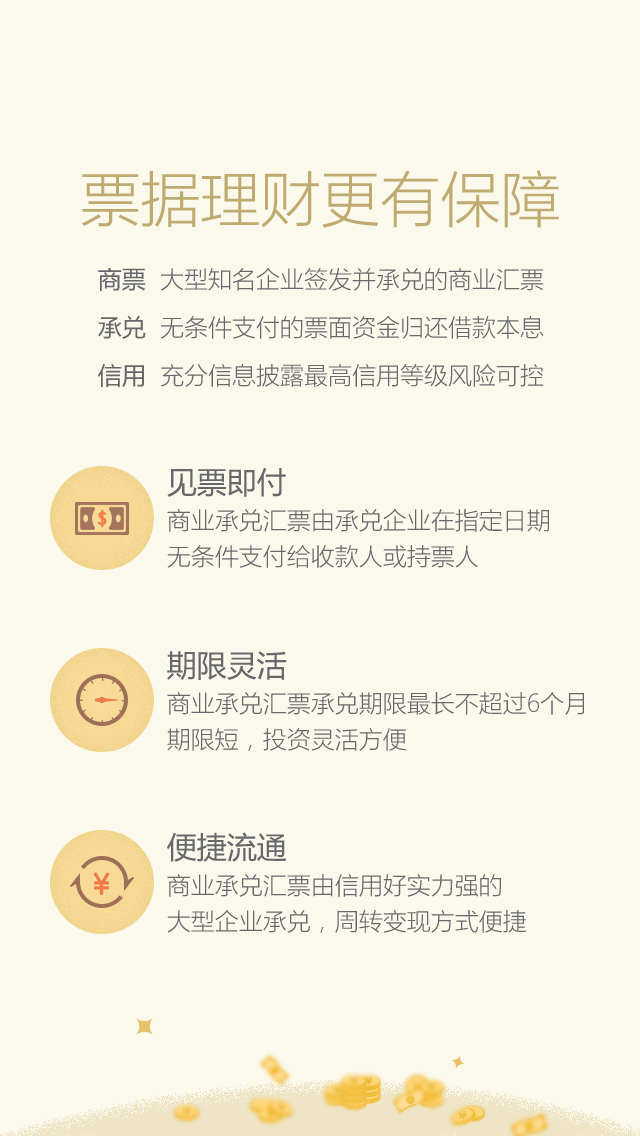 票据理财更有保障
商票 大型知名企业签发并承兑的商业汇票
承兑 无条件支付的票面资金归还借款本息
信用 充分信息披露最高信用等级风险可控
$
见票即付
商业承兑汇票由承兑企业在指定日期
无条件支付给收款人或持票人
期限灵活
商业承兑汇票承兑期限最长不超过6个月
期限短，投资灵活方便
¥
便捷流通
商业承兑汇票由信用好实力强的
大型企业承兑，周转变现方式便捷